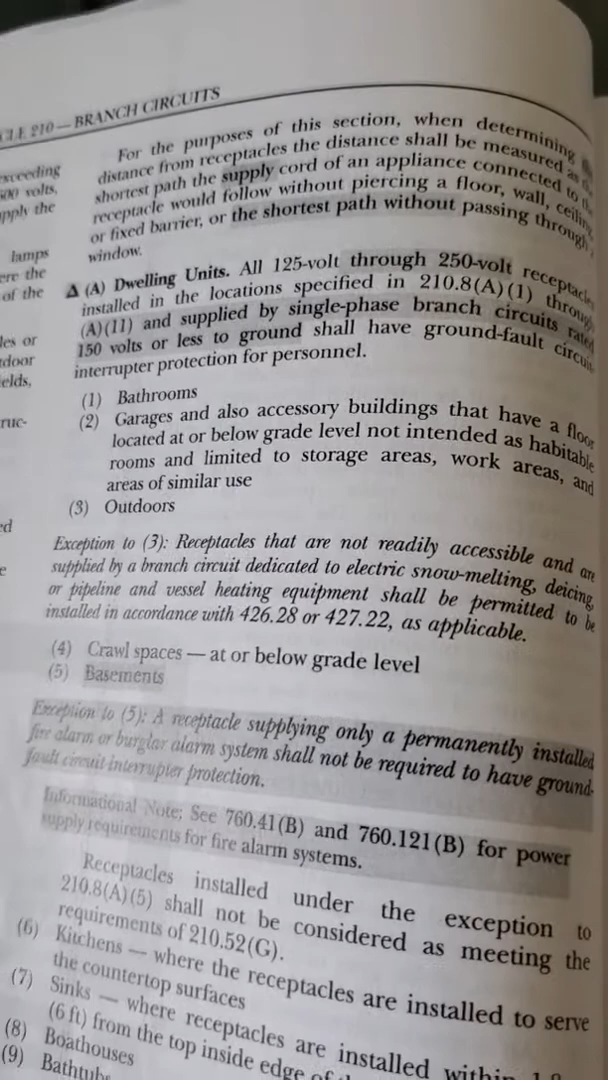 CLE 210 — BRANCH CIRCUITS
exceeding
volts,
the
lamps
ere the
of the
les or
tdoor
ields,
ruc-
ed
e
For the purposes of this section, when determining
distance from receptacles the distance shall be measured as
shortest path the supply cord of an appliance connected to
receptacle would follow without piercing a floor, wall, ceiling,
or fixed barrier, or the shortest path without passing through
window.
Δ (A) Dwelling Units. All 125-volt through 250-volt receptacles
installed in the locations specified in 210.8(A)(1) through
(A)(11) and supplied by single-phase branch circuits rated
150 volts or less to ground shall have ground-fault circuit
interrupter protection for personnel.
(1) Bathrooms
(2) Garages and also accessory buildings that have a floor
located at or below grade level not intended as habitable
rooms and limited to storage areas, work areas, and
areas of similar use
(3) Outdoors
Exception to (3): Receptacles that are not readily accessible and are
supplied by a branch circuit dedicated to electric snow-melting, deicing,
or pipeline and vessel heating equipment shall be permitted to be
installed in accordance with 426.28 or 427.22, as applicable.
(4) Crawl spaces — at or below grade level
(5) Basements
Exception to (5): A receptacle supplying only a permanently installed
fire alarm or burglar alarm system shall not be required to have ground-
fault circuit interrupter protection.
Informational Note: See 760.41(B) and 760.121(B) for power
supply requirements for fire alarm systems.
Receptacles installed under the exception to
210.8(A)(5) shall not be considered as meeting the
requirements of 210.52(G).
(6) Kitchens — where the receptacles are installed to serve
the countertop surfaces
(7) Sinks — where receptacles are installed within
(6 ft) from the top inside edge of
(8) Boathouses
(9) Bathtubs